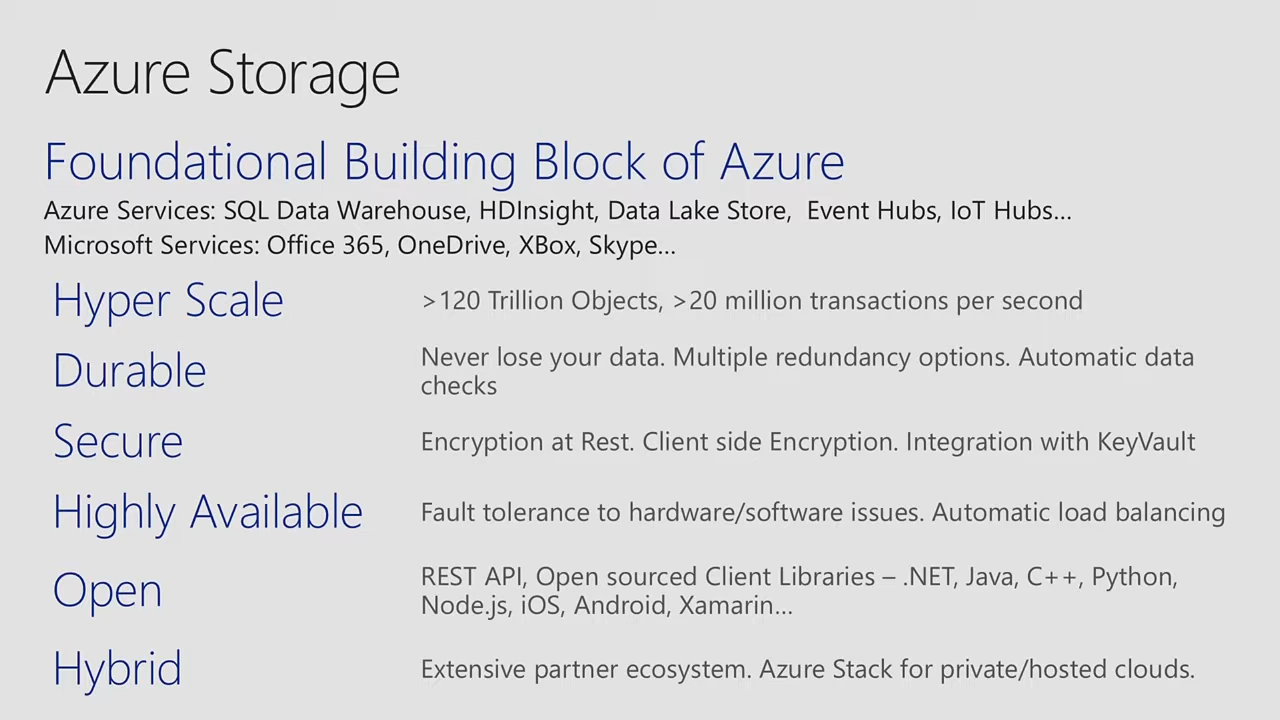 Azure Storage
Foundational Building Block of Azure
Azure Services: SQL Data Warehouse, HDInsight, Data Lake Store,  Event Hubs, IoT Hubs...
Microsoft Services: Office 365, OneDrive, XBox, Skype...
Hyper Scale
>120 Trillion Objects, >20 million transactions per second
Durable
Never lose your data. Multiple redundancy options. Automatic data
checks
Secure
Encryption at Rest. Client side Encryption. Integration with KeyVault
Highly Available
Fault tolerance to hardware/software issues. Automatic load balancing
Open
REST API, Open sourced Client Libraries – .NET, Java, C++, Python,
Node.js, iOS, Android, Xamarin...
Hybrid
Extensive partner ecosystem. Azure Stack for private/hosted clouds.